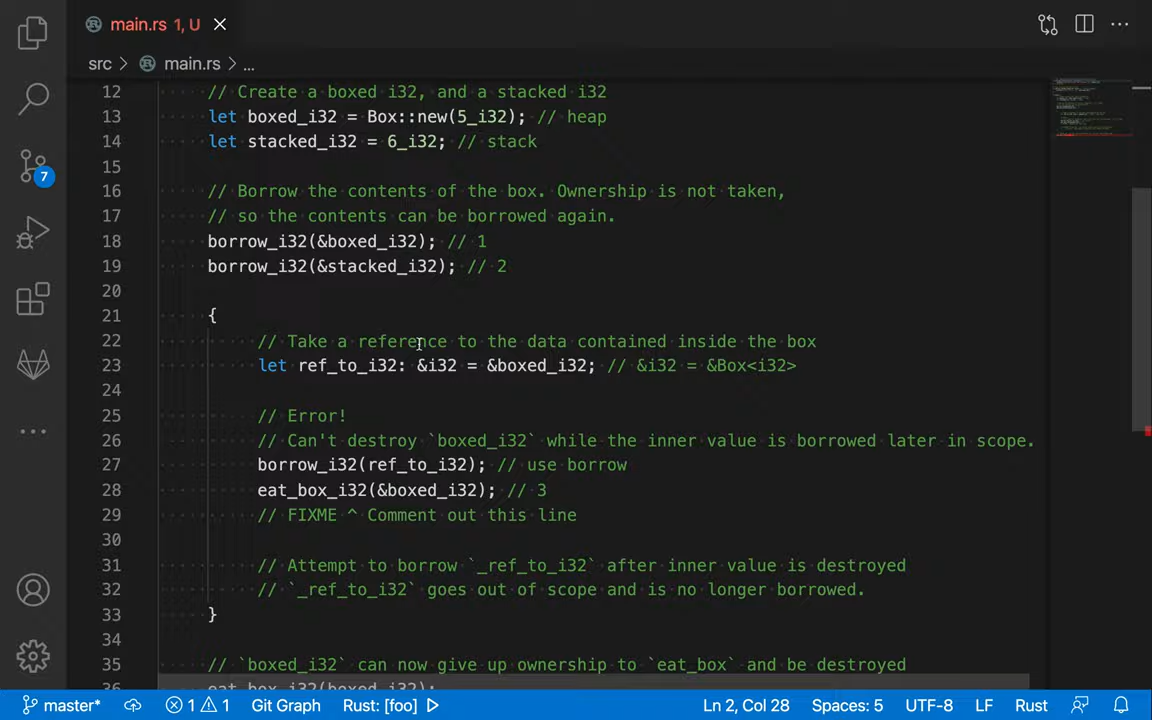 main.rs 1, U
src > main.rs > ...
12 // Create a boxed i32, and a stacked i32
13 let boxed_i32 = Box::new(5_i32); // heap
14 let stacked_i32 = 6_i32; // stack
15
16 // Borrow the contents of the box. Ownership is not taken,
17 // so the contents can be borrowed again.
18 borrow_i32(&boxed_i32); // 1
19 borrow_i32(&stacked_i32); // 2
20
21 {
22 // Take a reference to the data contained inside the box
23 let ref_to_i32: &i32 = &boxed_i32; // &i32 = &Box<i32>
24
25 // Error!
26 // Can't destroy `boxed_i32` while the inner value is borrowed later in scope.
27 borrow_i32(ref_to_i32); // use borrow
28 eat_box_i32(&boxed_i32); // 3
29 // FIXME ^ Comment out this line
30
31 // Attempt to borrow `_ref_to_i32` after inner value is destroyed
32 // `_ref_to_i32` goes out of scope and is no longer borrowed.
33 }
34
35 // `boxed_i32` can now give up ownership to `eat_box` and be destroyed
36 eat_box_i32(boxed_i32);
7
master* 1 1 Git Graph Rust: [foo] Ln 2, Col 28 Spaces: 5 UTF-8 LF Rust